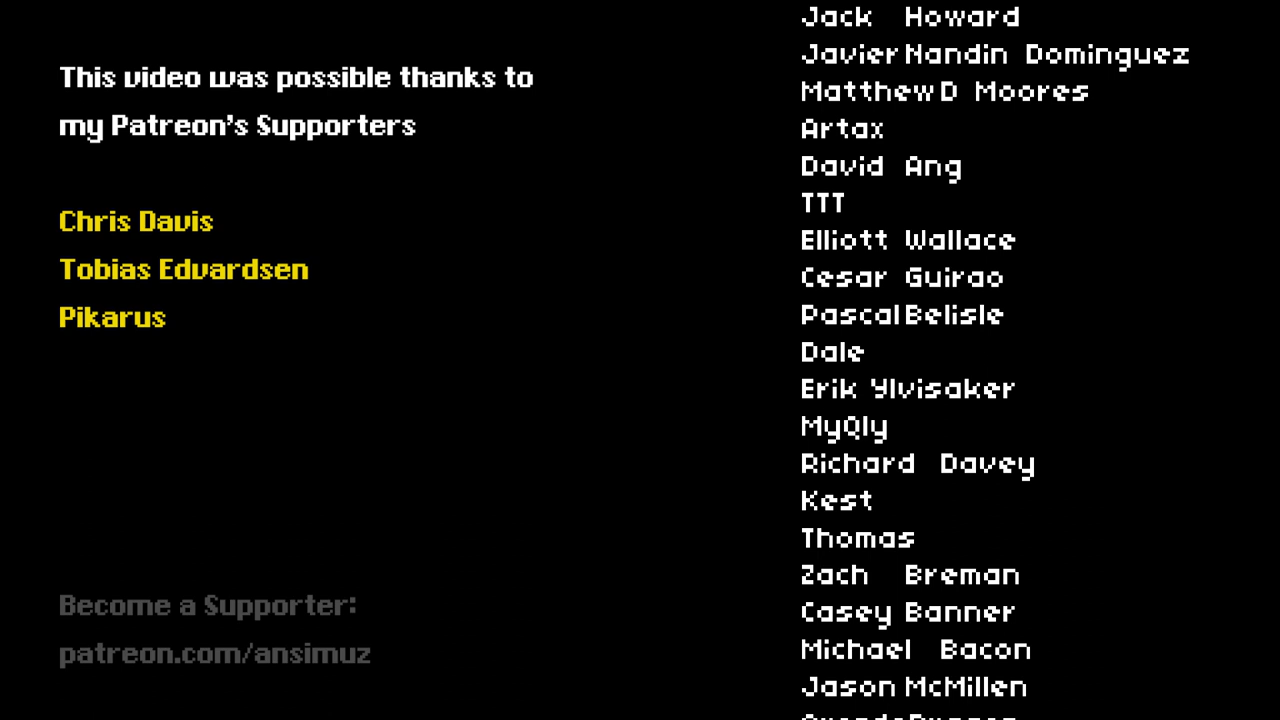 This video was possible thanks to
my Patreon's Supporters
Chris Davis
Tobias Edvardsen
Pikarus
Become a Supporter:
patreon.com/ansimuz
Jack Howard
Javier Nandin Dominguez
Matthew D Moores
Artax
David Ang
TTT
Elliott Wallace
Cesar Guirao
Pascal Belisle
Dale
Erik Ylvisaker
MyQly
Richard Davey
Kest
Thomas
Zach Breman
Casey Banner
Michael Bacon
Jason McMillen